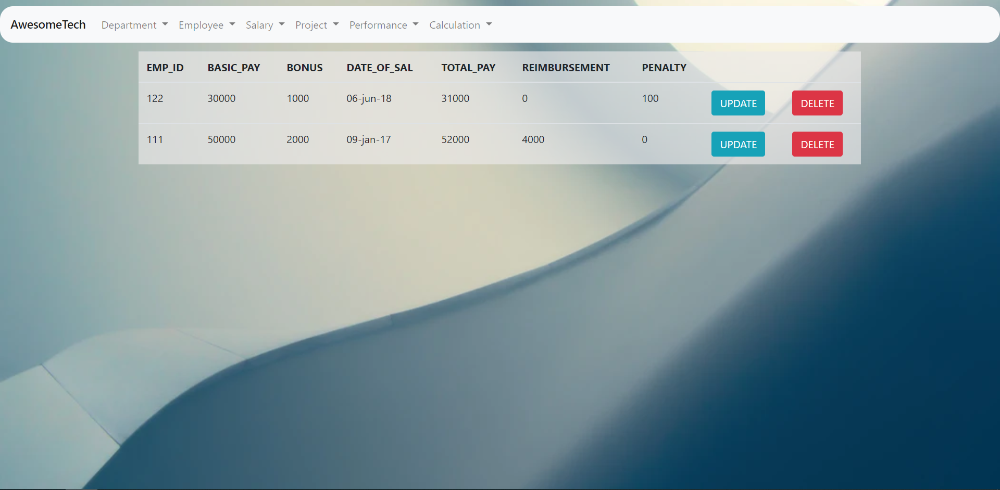 AwesomeTech Department Employee Salary Project Performance Calculation
EMP_ID BASIC_PAY BONUS DATE_OF_SAL TOTAL_PAY REIMBURSEMENT PENALTY
122 30000 1000 06-jun-18 31000 0 100 UPDATE DELETE
111 50000 2000 09-jan-17 52000 4000 0 UPDATE DELETE